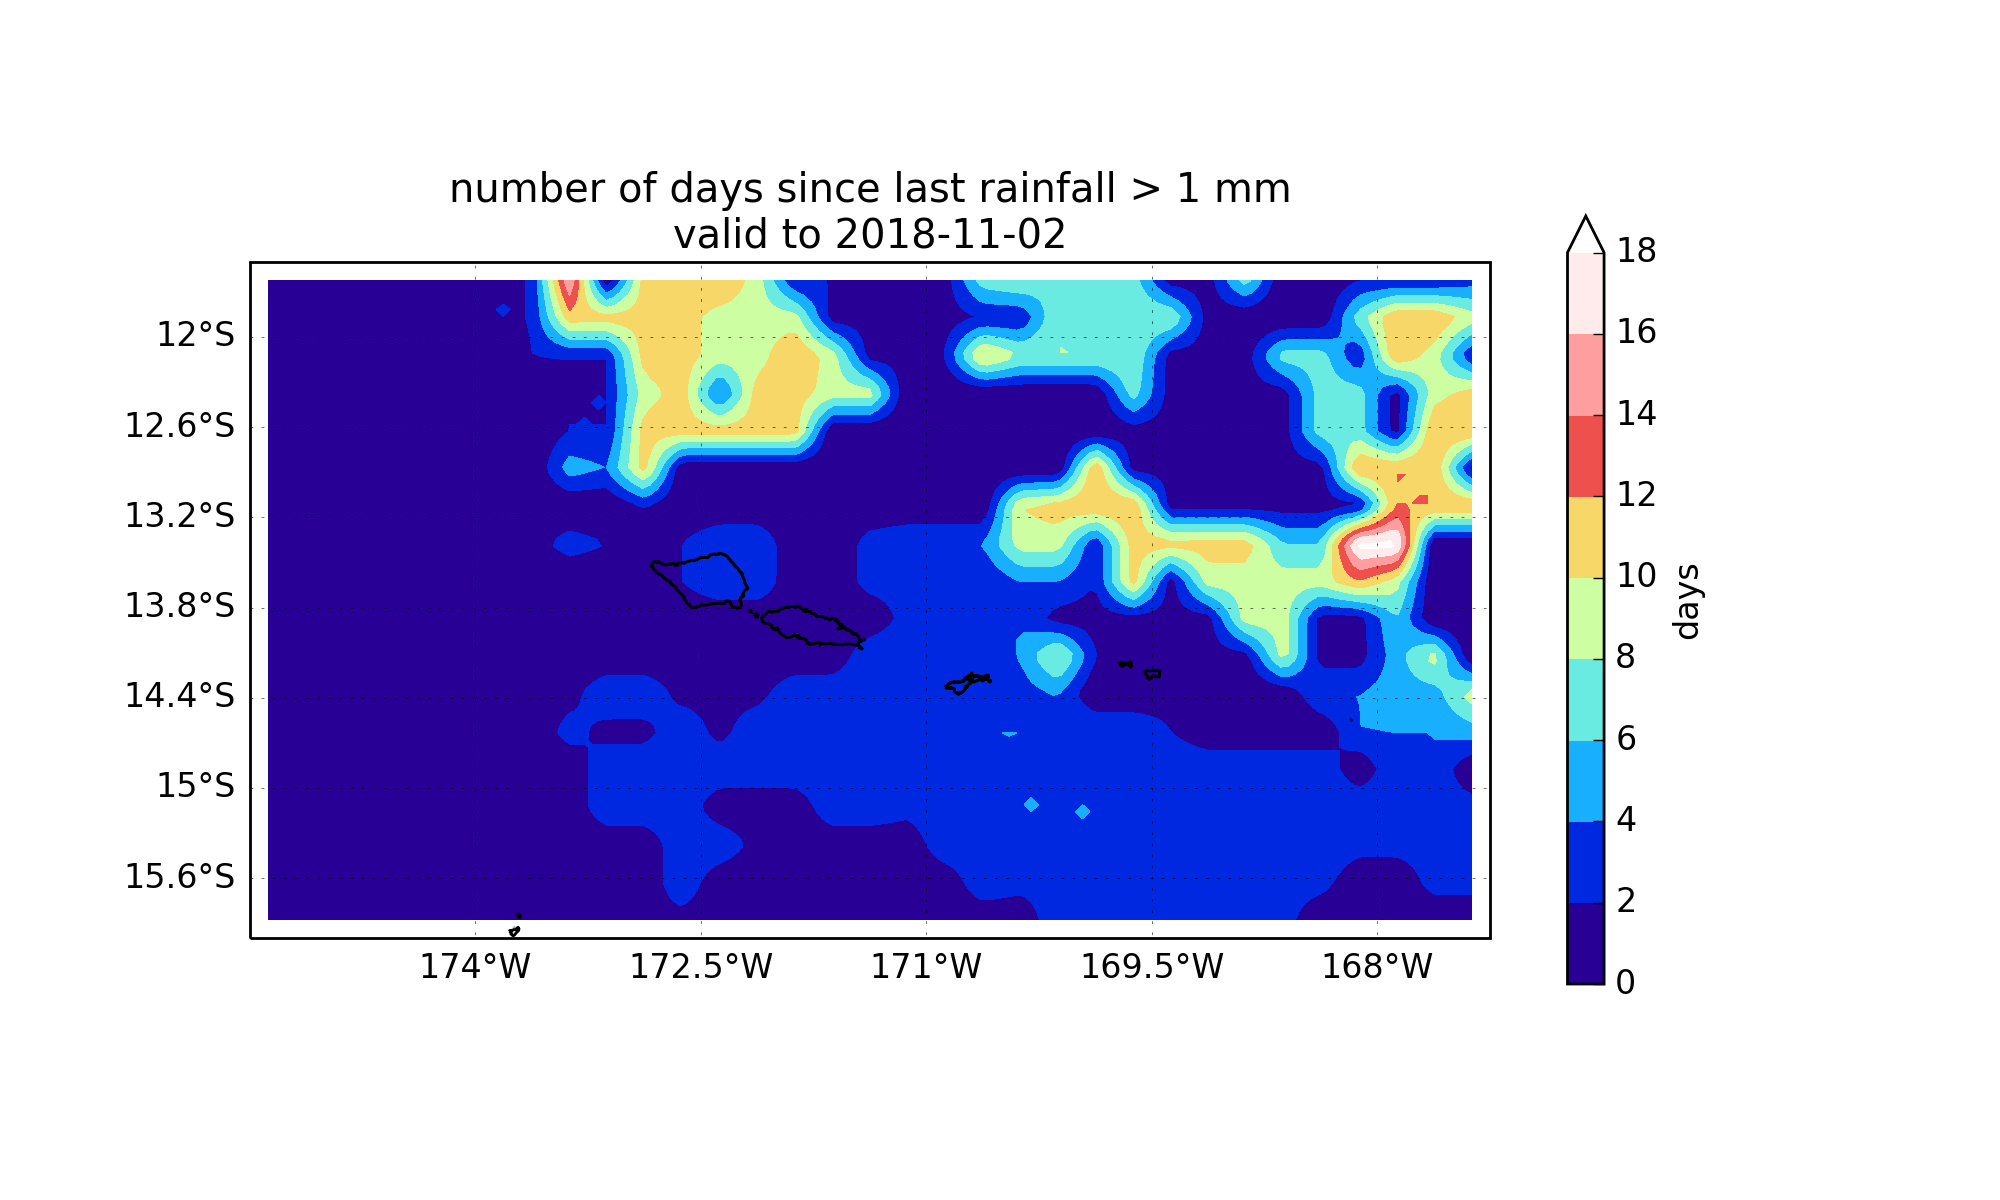 number of days since last rainfall > 1 mm
valid to 2018-11-02
12°S
12.6°S
13.2°S
13.8°S
14.4°S
15°S
15.6°S
174°W 172.5°W 171°W 169.5°W 168°W
18
16
14
12
10
8
6
4
2
0
days